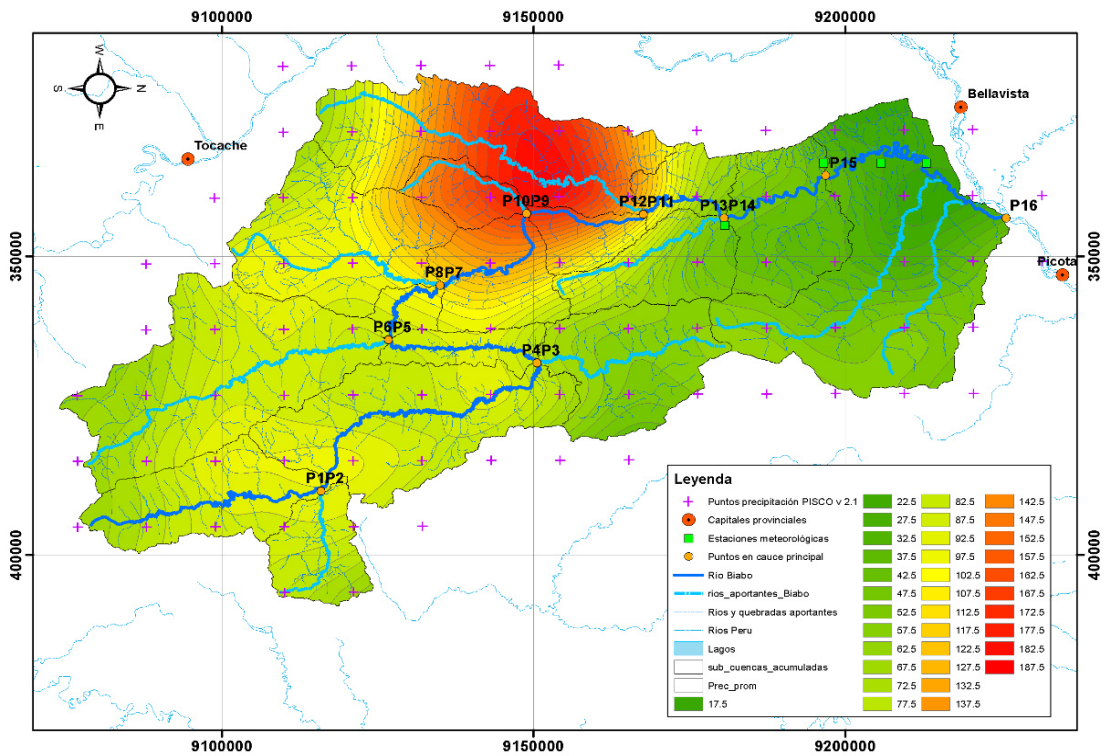 9100000 9150000 9200000
W
S N
E
Bellavista
Tocache
P15
P10P9 P12P11 P13P14 P16
350000 350000
P8P7 Picota
P6P5
P4P3
P1P2
400000 400000
Leyenda
Puntos precipitación PISCO v 2.1
Capitales provinciales
Estaciones meteorológicas
Puntos en cauce principal
Río Biabo
rios_aportantes_Biabo
Rios y quebradas aportantes
Rios Peru
Lagos
sub_cuencas_acumuladas
Prec_prom
17.5
22.5
27.5
32.5
37.5
42.5
47.5
52.5
57.5
62.5
67.5
72.5
77.5
82.5
87.5
92.5
97.5
102.5
107.5
112.5
117.5
122.5
127.5
132.5
137.5
142.5
147.5
152.5
157.5
162.5
167.5
172.5
177.5
182.5
187.5
9100000 9150000 9200000